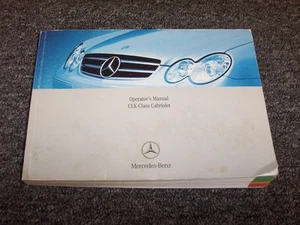 Operator's Manual
CLK-Class Cabriolet
Mercedes-Benz